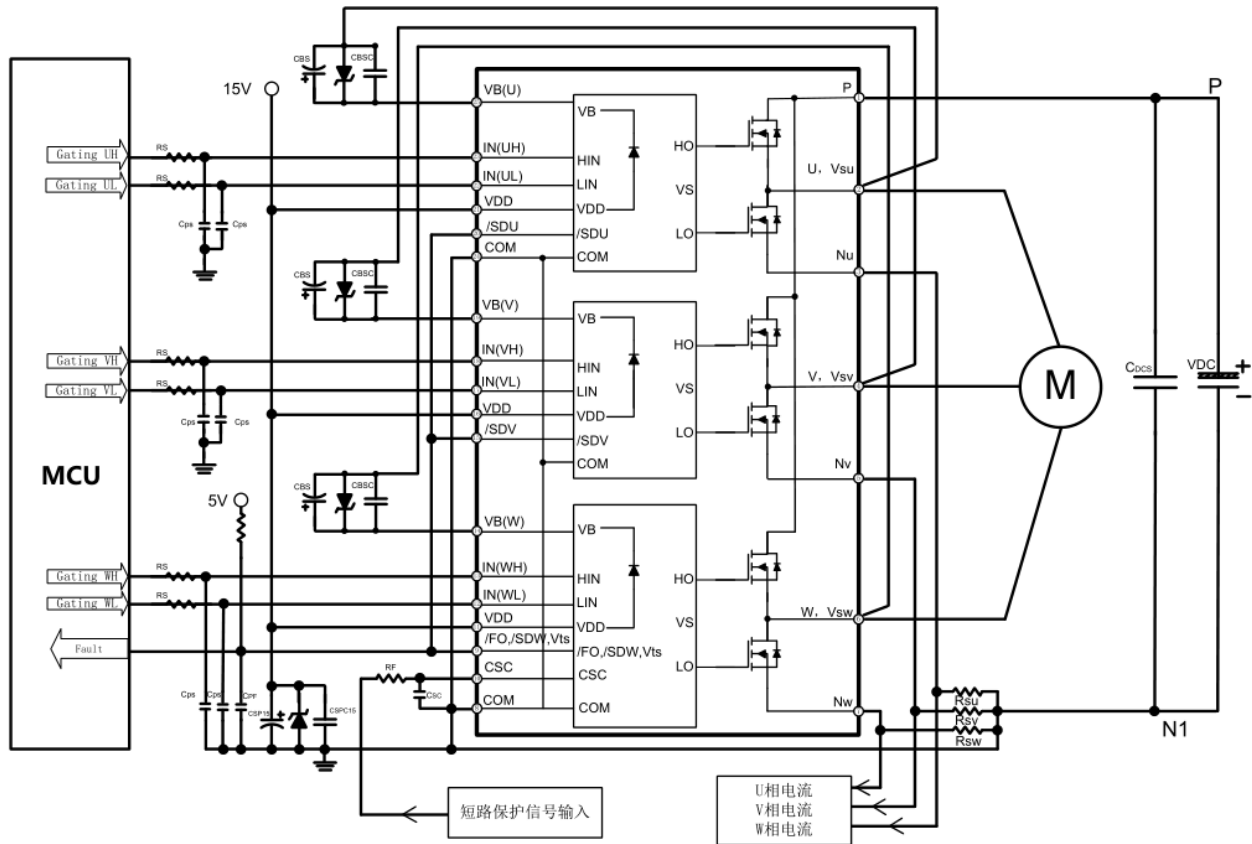 CBS
CBSC
15V
VB(U)
VB
P
P
Gating UH
RS
IN(UH)
HIN
HO
U，Vsu
Gating UL
RS
IN(UL)
LIN
VDD
VDD
VS
Cps
Cps
/SDU
/SDU
LO
COM
COM
Nu
CBS
CBSC
VB(V)
VB
Gating VH
RS
IN(VH)
HIN
HO
Gating VL
RS
IN(VL)
LIN
VS
V，Vsv
M
CDCS
VDC
+
−
VDD
VDD
Cps
Cps
/SDV
/SDV
LO
COM
Nv
MCU
CBS
CBSC
5V
VB(W)
VB
Gating WH
RS
IN(WH)
HIN
HO
Gating WL
RS
IN(WL)
LIN
VDD
VDD
VS
W，Vsw
Fault
/FO,/SDW,Vts
/FO,/SDW,Vts
LO
RF
CSC
CSC
CSC
Cps
Cps
CPF
CSP15
CSPC15
COM
COM
Nw
Rsu
Rsv
Rsw
N1
短路保护信号输入
U相电流
V相电流
W相电流